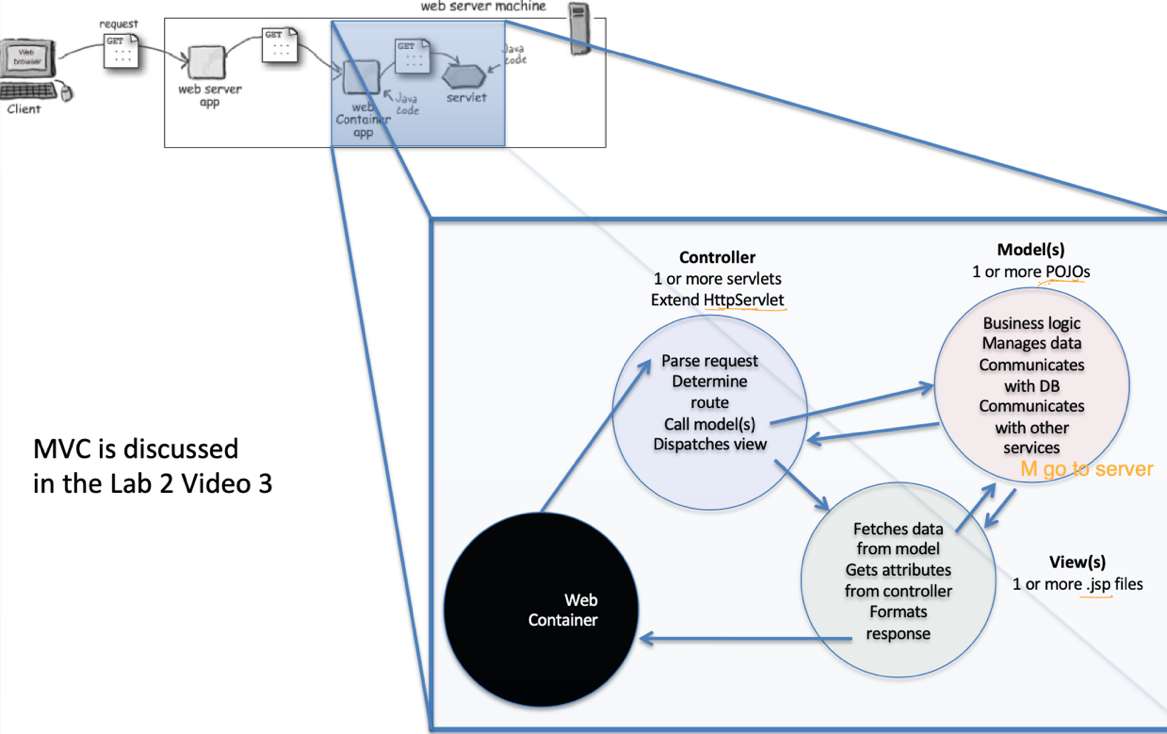 web server machine
request
GET
GET
GET
Web
browser
Client
web server
app
web
Container
app
Java
code
servlet
Java
code
Controller
1 or more servlets
Extend HttpServlet
Model(s)
1 or more POJOs
Parse request
Determine
route
Call model(s)
Dispatches view
Business logic
Manages data
Communicates
with DB
Communicates
with other
services
M go to server
MVC is discussed
in the Lab 2 Video 3
Fetches data
from model
Gets attributes
from controller
Formats
response
View(s)
1 or more .jsp files
Web
Container